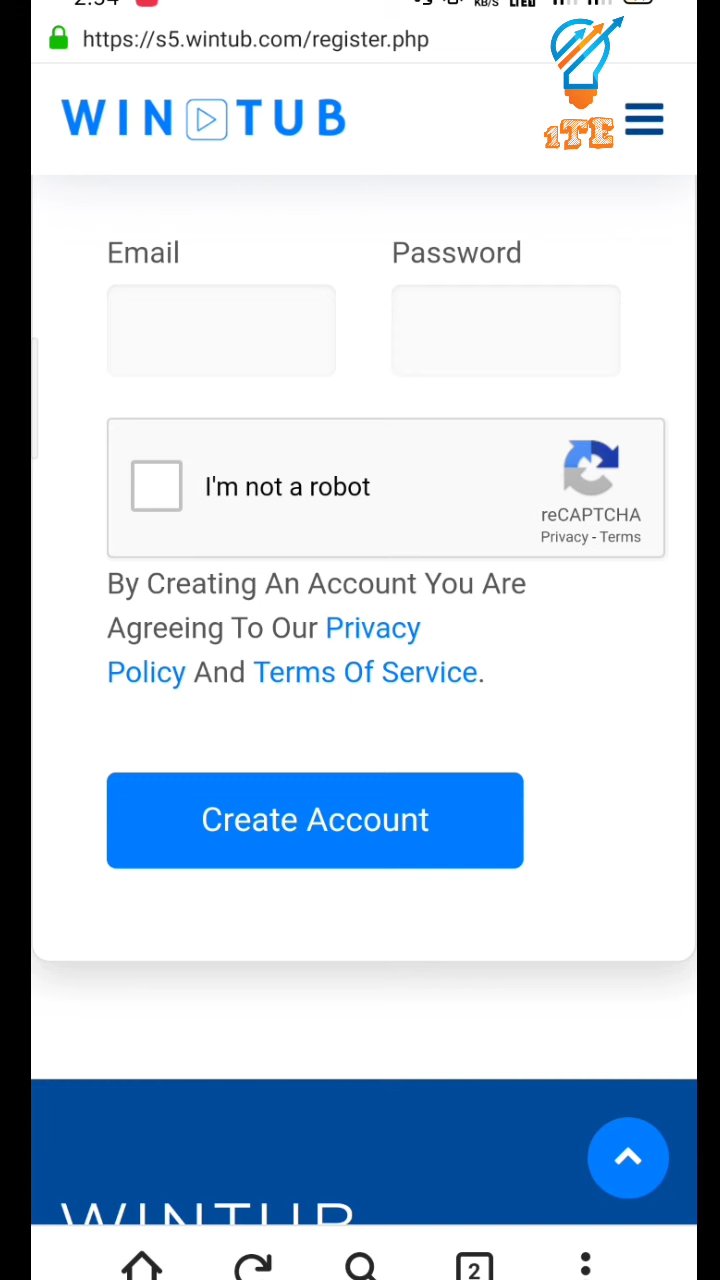 https://s5.wintub.com/register.php
WIN TUB
1TE
Email Password
I'm not a robot
reCAPTCHA
Privacy - Terms
By Creating An Account You Are
Agreeing To Our Privacy
Policy And Terms Of Service.
Create Account
WINTUB
2